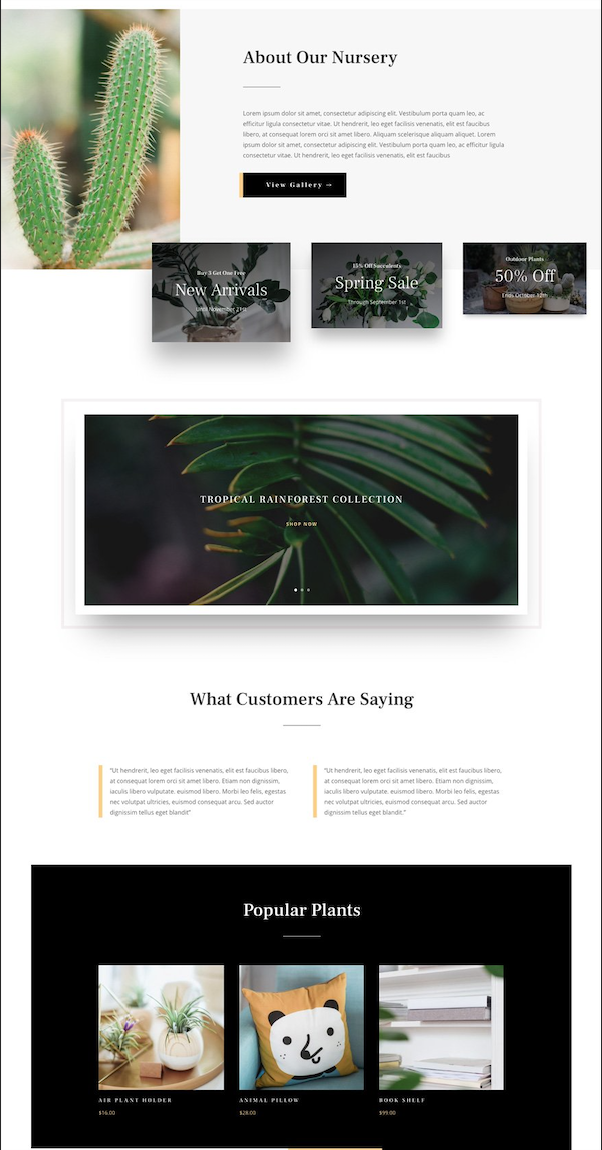 About Our Nursery
Lorem ipsum dolor sit amet, consectetur adipiscing elit. Vestibulum porta quam leo, ac
efficitur ligula consectetur vitae. Ut hendrerit, leo eget facilisis venenatis, elit est faucibus
libero, at consequat lorem orci sit amet libero. Aliquam scelerisque aliquam aliquet. Lorem
ipsum dolor sit amet, consectetur adipiscing elit. Vestibulum porta quam leo, ac efficitur ligula
consectetur vitae. Ut hendrerit, leo eget facilisis venenatis, elit est faucibus
View Gallery →
Buy 3 Get One Free
New Arrivals
Until November 21st
15% Off Succulents
Spring Sale
Through September 1st
Outdoor Plants
50% Off
Ends October 12th
TROPICAL RAINFOREST COLLECTION
SHOP NOW
What Customers Are Saying
"Ut hendrerit, leo eget facilisis venenatis, elit est faucibus libero,
at consequat lorem orci sit amet libero. Etiam non dignissim,
iaculis libero vulputate. euismod libero. Morbi leo felis, egestas
nec volutpat ultricies, euismod consequat arcu. Sed auctor
dignissim tellus eget blandit"
"Ut hendrerit, leo eget facilisis venenatis, elit est faucibus libero,
at consequat lorem orci sit amet libero. Etiam non dignissim,
iaculis libero vulputate. euismod libero. Morbi leo felis, egestas
nec volutpat ultricies, euismod consequat arcu. Sed auctor
dignissim tellus eget blandit."
Popular Plants
AIR PLANT HOLDER
$16.00
ANIMAL PILLOW
$28.00
BOOK SHELF
$99.00